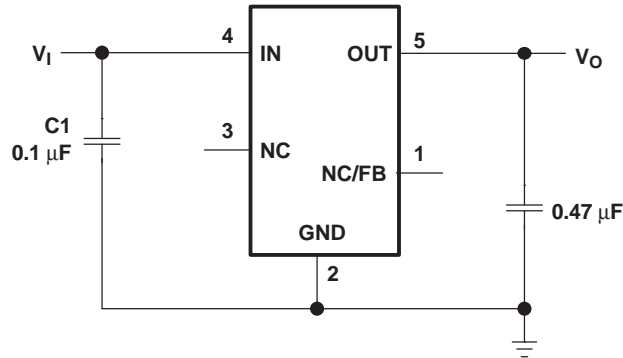 4
5
V_I
IN
OUT
V_O
C1
0.1 µF
3
NC
1
NC/FB
0.47 µF
GND
2